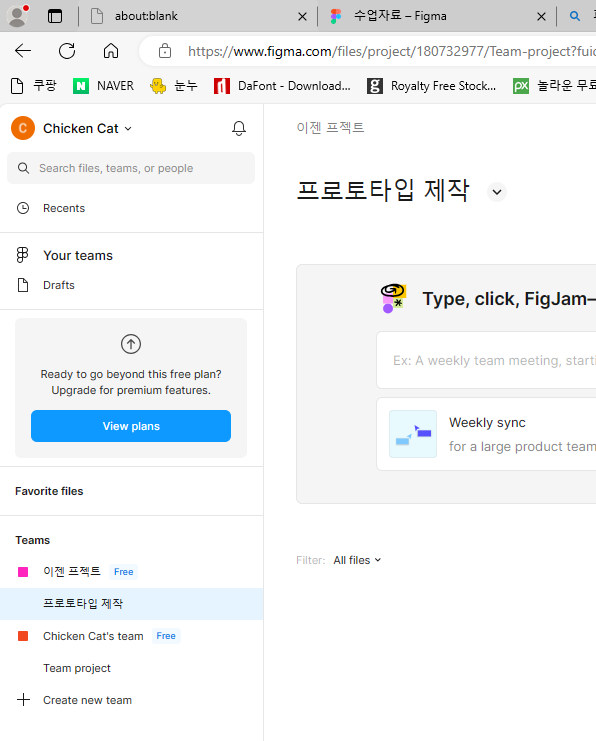 about:blank
수업자료 – Figma
https://www.figma.com/files/project/180732977/Team-project?fuid
쿠팡
NAVER
눈누
DaFont - Download...
Royalty Free Stock...
px
놀라운 무료
C
Chicken Cat
이젠 프젝트
Search files, teams, or people
프로토타입 제작
Recents
Your teams
Drafts
Type, click, FigJam—
Ready to go beyond this free plan?
Upgrade for premium features.
View plans
Ex: A weekly team meeting, starti
Weekly sync
for a large product team
Favorite files
Teams
Filter: All files
이젠 프젝트 Free
프로토타입 제작
Chicken Cat's team Free
Team project
Create new team